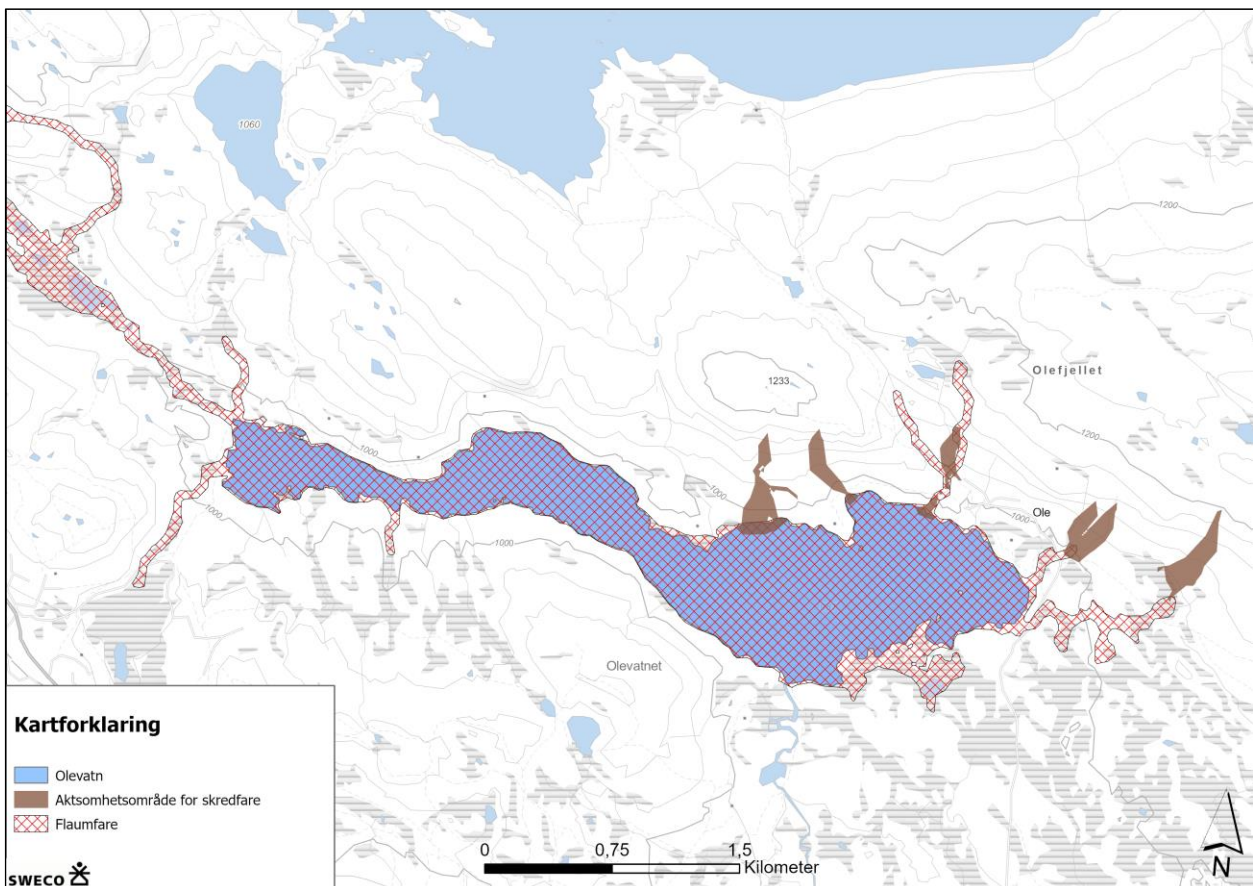 1060
1200
Olefjellet
1233
1200
1000
1000
1000
1000
Ole
1000
Olevatnet
Kartforklaring
Olevatn
Aktsomhetsområde for skredfare
Flaumfare
SWECO
0 0,75 1,5
Kilometer
N